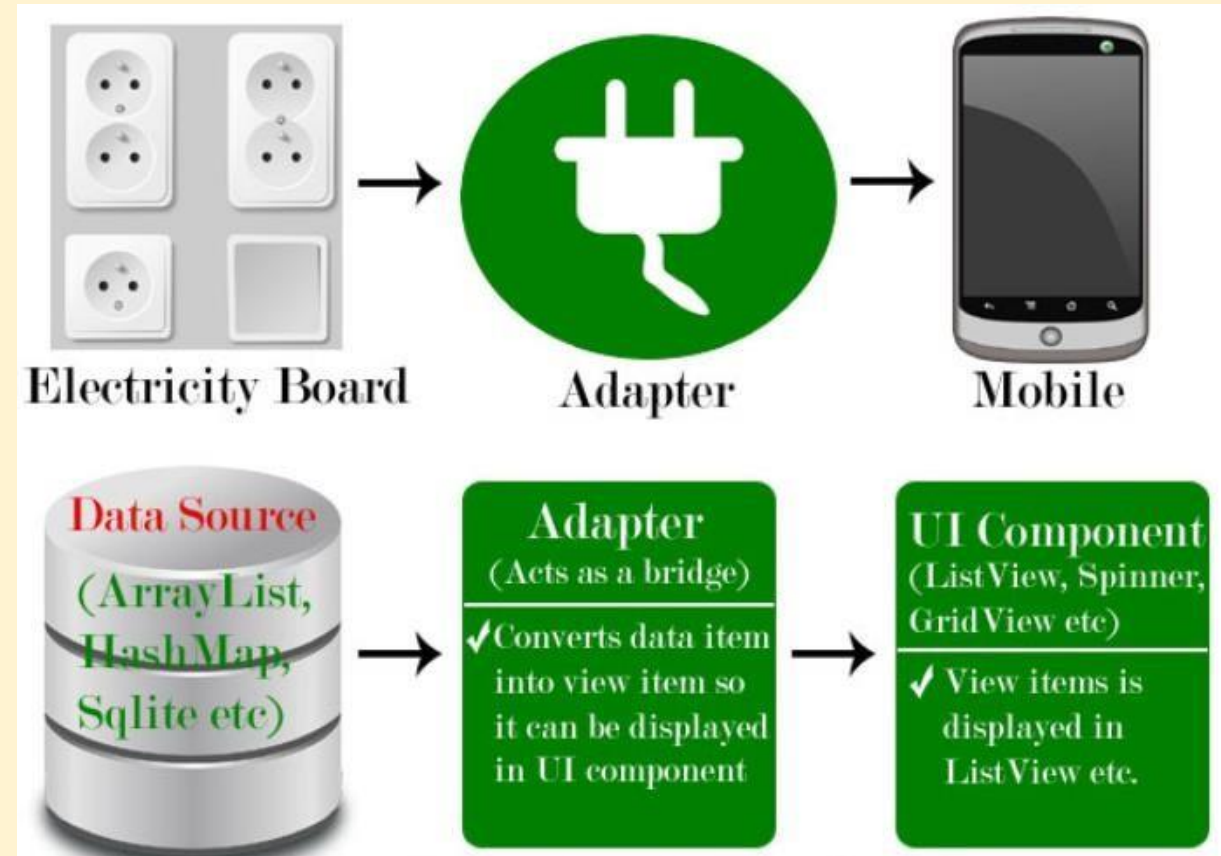 Electricity Board
Adapter
Mobile
Data Source
(ArrayList,
HashMap,
Sqlite etc)
Adapter
(Acts as a bridge)
✓Converts data item
into view item so
it can be displayed
in UI component
UI Component
(ListView, Spinner,
GridView etc)
✓ View items is
displayed in
ListView etc.